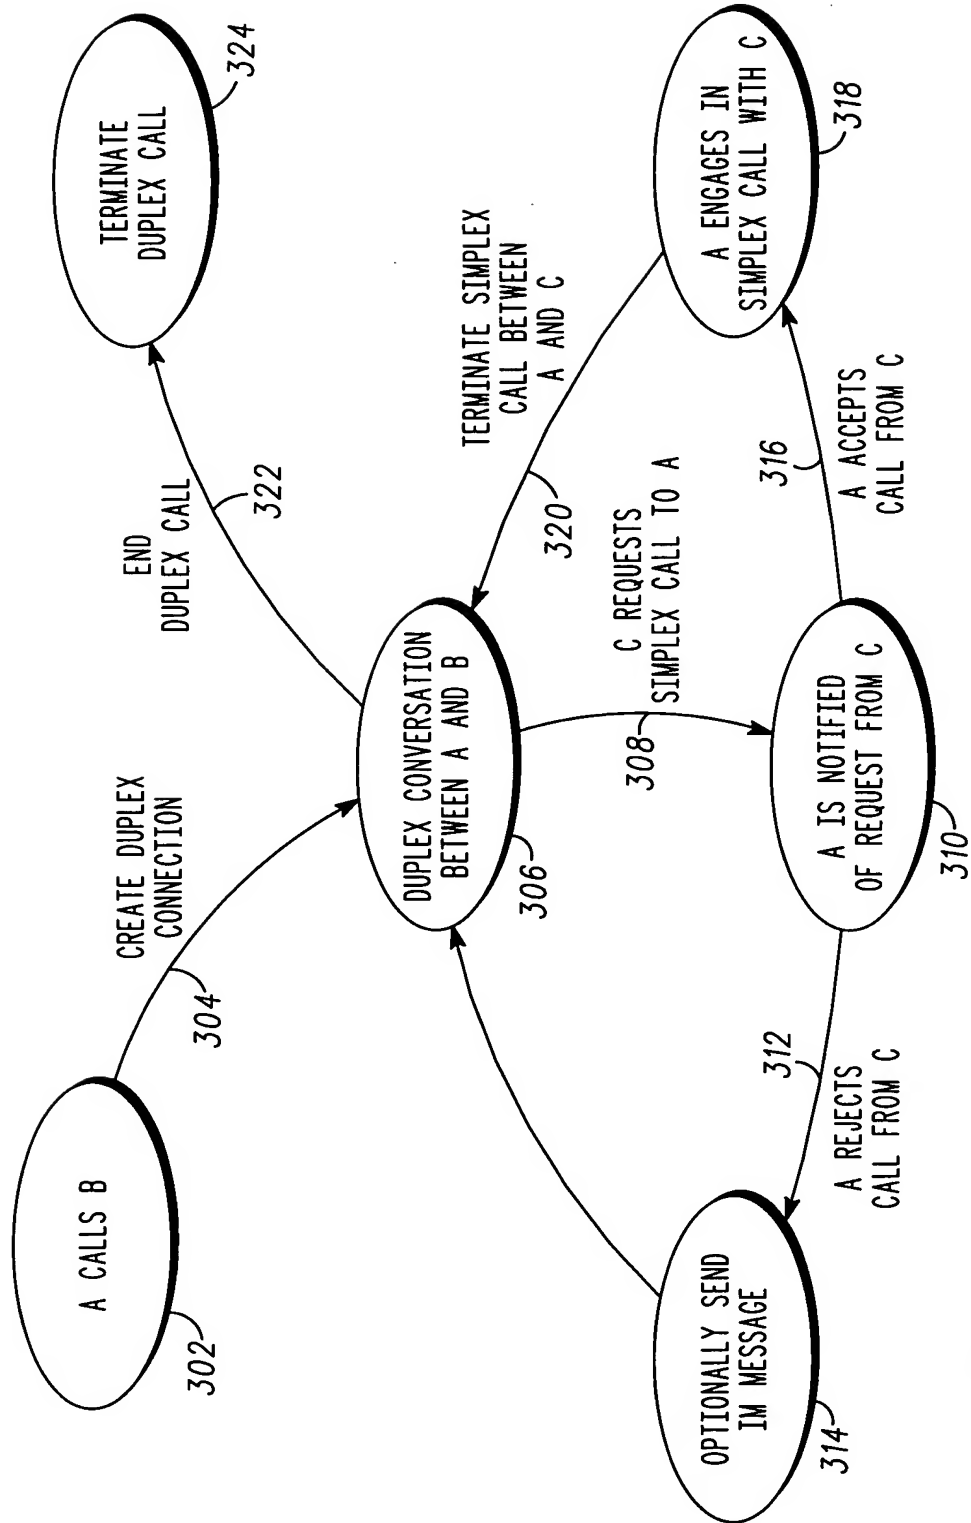 A CALLS B
302
CREATE DUPLEX
CONNECTION
304
DUPLEX CONVERSATION
BETWEEN A AND B
306
END
DUPLEX CALL
322
TERMINATE
DUPLEX CALL
324
C REQUESTS
SIMPLEX CALL TO A
308
A IS NOTIFIED
OF REQUEST FROM C
310
A REJECTS
CALL FROM C
312
OPTIONALLY SEND
IM MESSAGE
314
A ACCEPTS
CALL FROM C
316
A ENGAGES IN
SIMPLEX CALL WITH C
318
TERMINATE SIMPLEX
CALL BETWEEN
A AND C
320